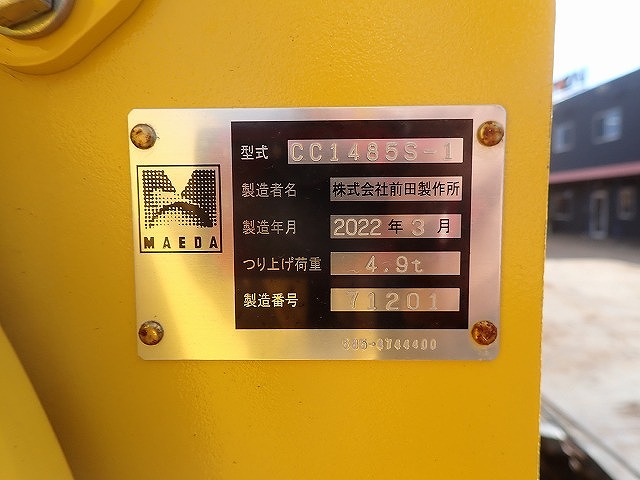 型式 CC1485S-1
製造者名 株式会社前田製作所
製造年月 2022年 3 月
つり上げ荷重 4.9t
製造番号 71201
MAEDA